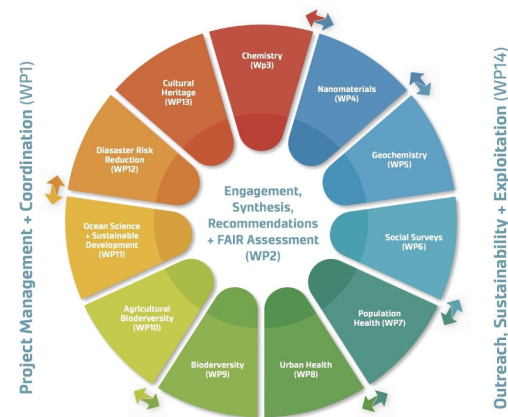 Project Management + Coordination (WP1)
Chemistry
(Wp3)
Nanomaterials
(WP4)
Geochemistry
(WP5)
Social Surveys
(WP6)
Population
Health (WP7)
Urban Health
(WP8)
Bioderversity
(WP9)
Agricultural
Bioderversity
(WP10)
Ocean Science
+ Sustainable
Development
(WP11)
Diasaster Risk
Reduction
(WP12)
Cultural
Heritage
(WP13)
Engagement,
Synthesis,
Recommendations
+ FAIR Assessment
(WP2)
Outreach, Sustainability + Exploitation (WP14)